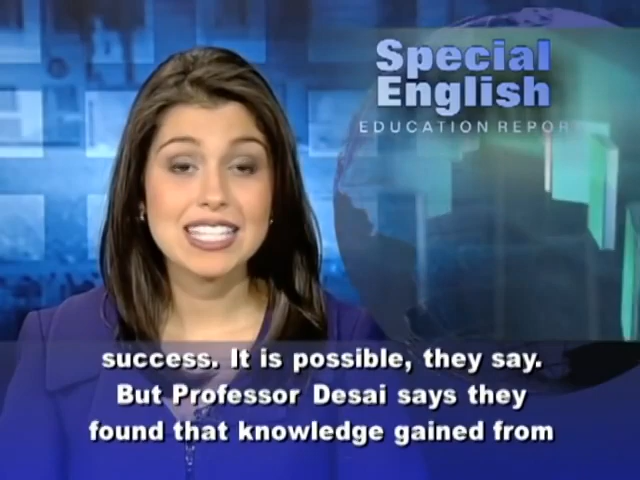 Special
English
EDUCATION REPORT
success. It is possible, they say.
But Professor Desai says they
found that knowledge gained from